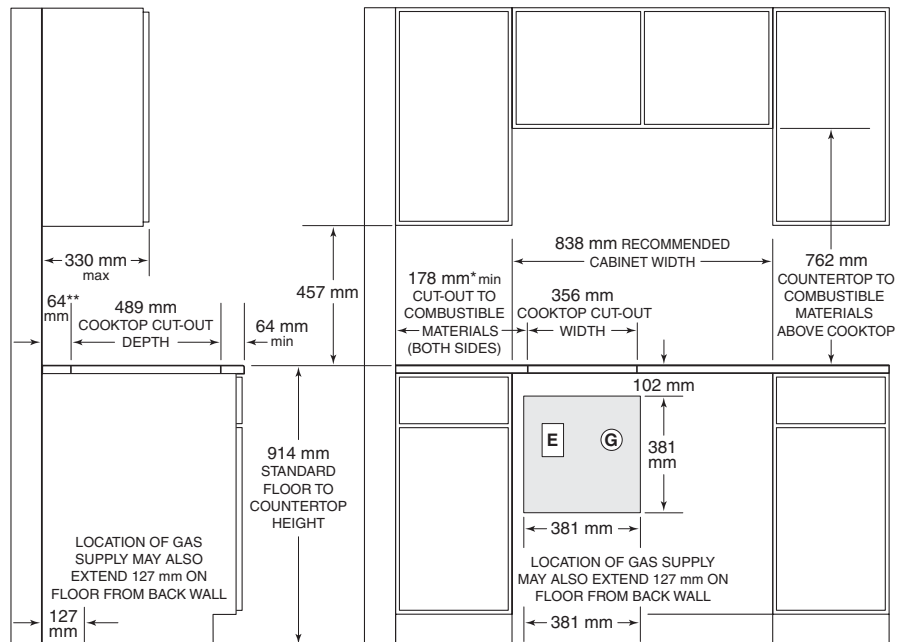 330 mm
max
64**
mm
489 mm
COOKTOP CUT-OUT
DEPTH
64 mm
min
457 mm
914 mm
STANDARD
FLOOR TO
COUNTERTOP
HEIGHT
LOCATION OF GAS
SUPPLY MAY ALSO
EXTEND 127 mm ON
FLOOR FROM BACK WALL
127
mm
838 mm RECOMMENDED
CABINET WIDTH
178 mm* min
CUT-OUT TO
COMBUSTIBLE
MATERIALS
(BOTH SIDES)
356 mm
COOKTOP CUT-OUT
WIDTH
762 mm
COUNTERTOP TO
COMBUSTIBLE
MATERIALS
ABOVE COOKTOP
102 mm
E
G
381
mm
381 mm
LOCATION OF GAS SUPPLY
MAY ALSO EXTEND 127 mm ON
FLOOR FROM BACK WALL
381 mm